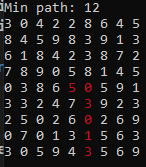 Min path: 12
3 0 4 2 2 8 6 4 5
8 4 5 9 8 3 9 1 3
6 1 8 4 2 3 8 7 2
7 8 9 0 5 8 1 4 5
0 3 8 6 5 0 5 9 1
3 3 2 4 7 3 9 2 3
2 5 0 2 6 0 2 6 9
0 7 0 1 3 1 5 6 3
3 0 5 9 4 3 5 6 9